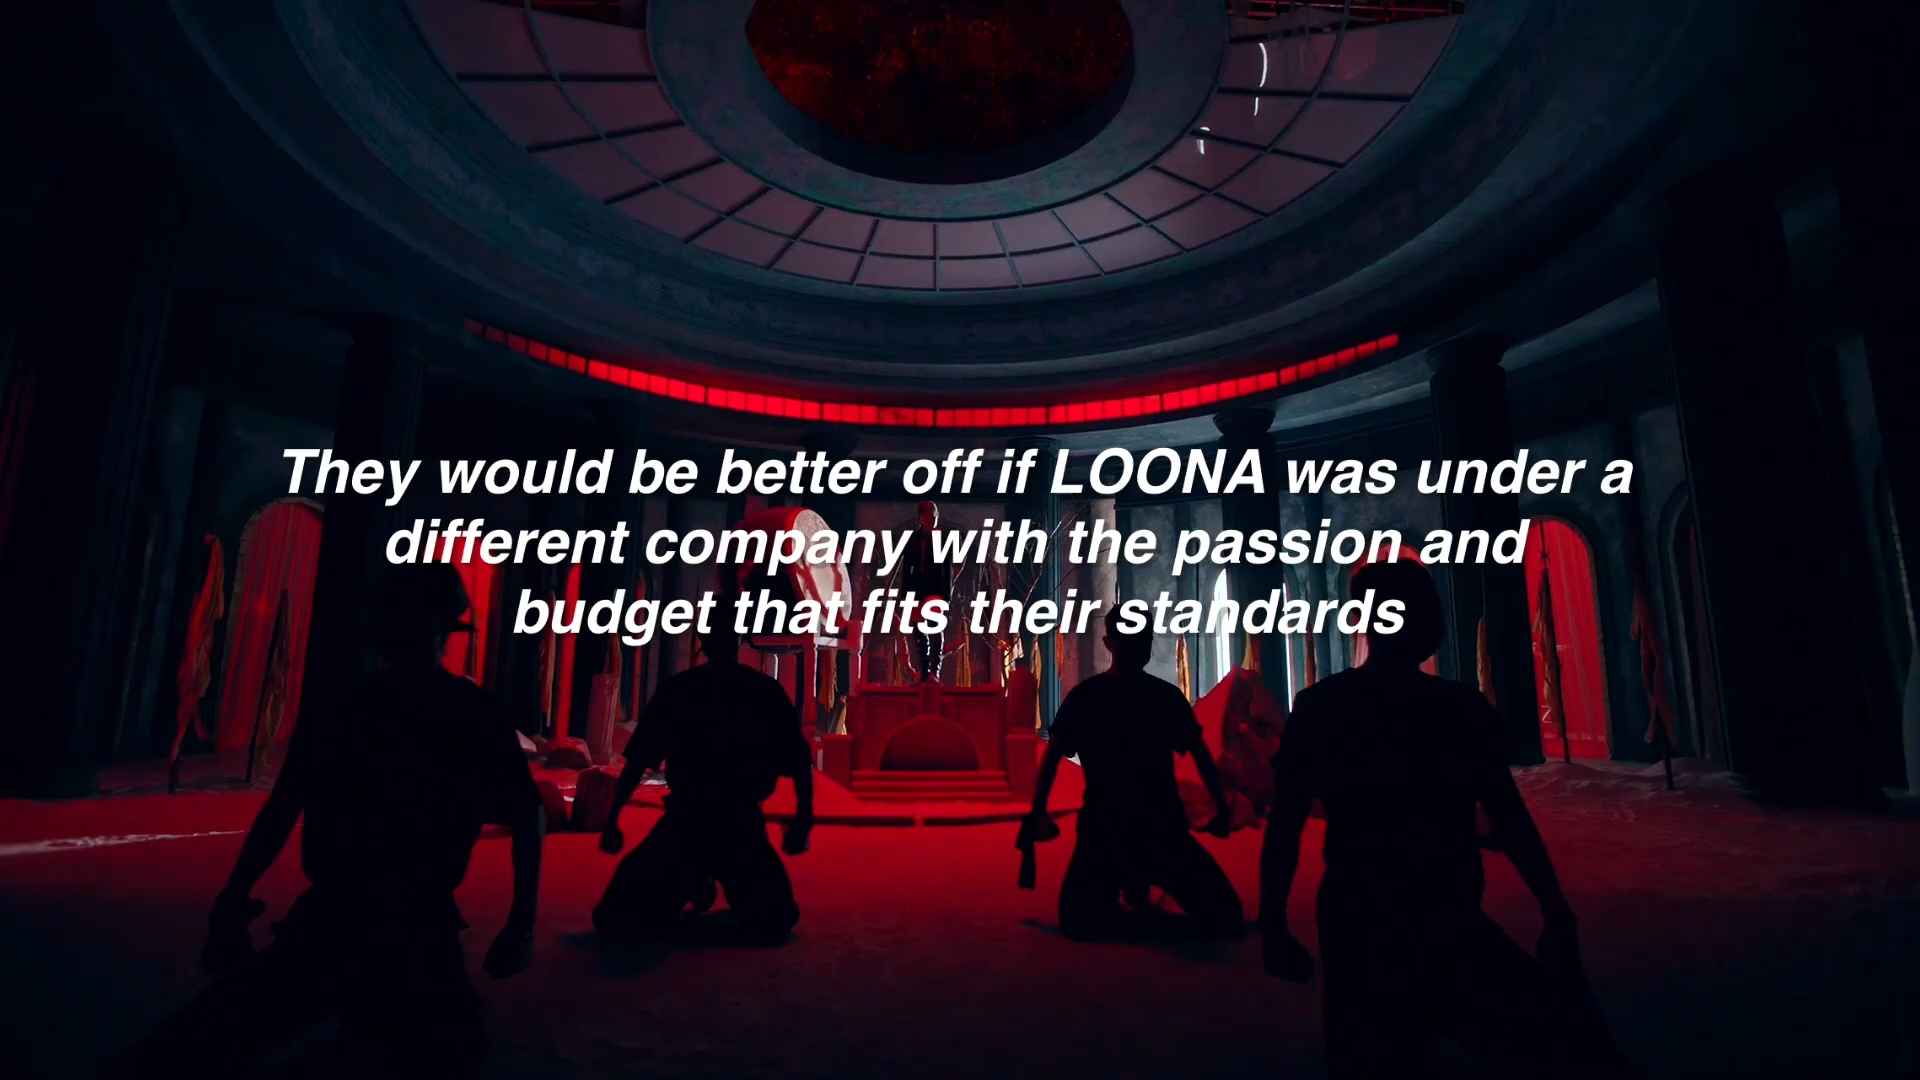 They would be better off if LOONA was under a
different company with the passion and
budget that fits their standards